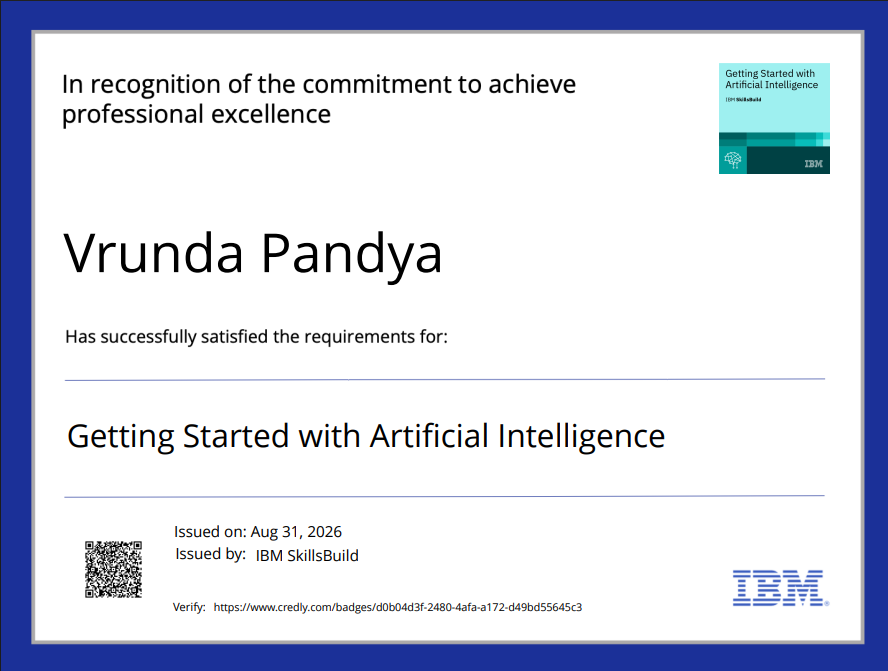 In recognition of the commitment to achieve
professional excellence
Getting Started with
Artificial Intelligence
IBM SkillsBuild
IBM
Vrunda Pandya
Has successfully satisfied the requirements for:
Getting Started with Artificial Intelligence
Issued on: Aug 31, 2026
Issued by: IBM SkillsBuild
Verify: https://www.credly.com/badges/d0b04d3f-2480-4afa-a172-d49bd55645c3
IBM®